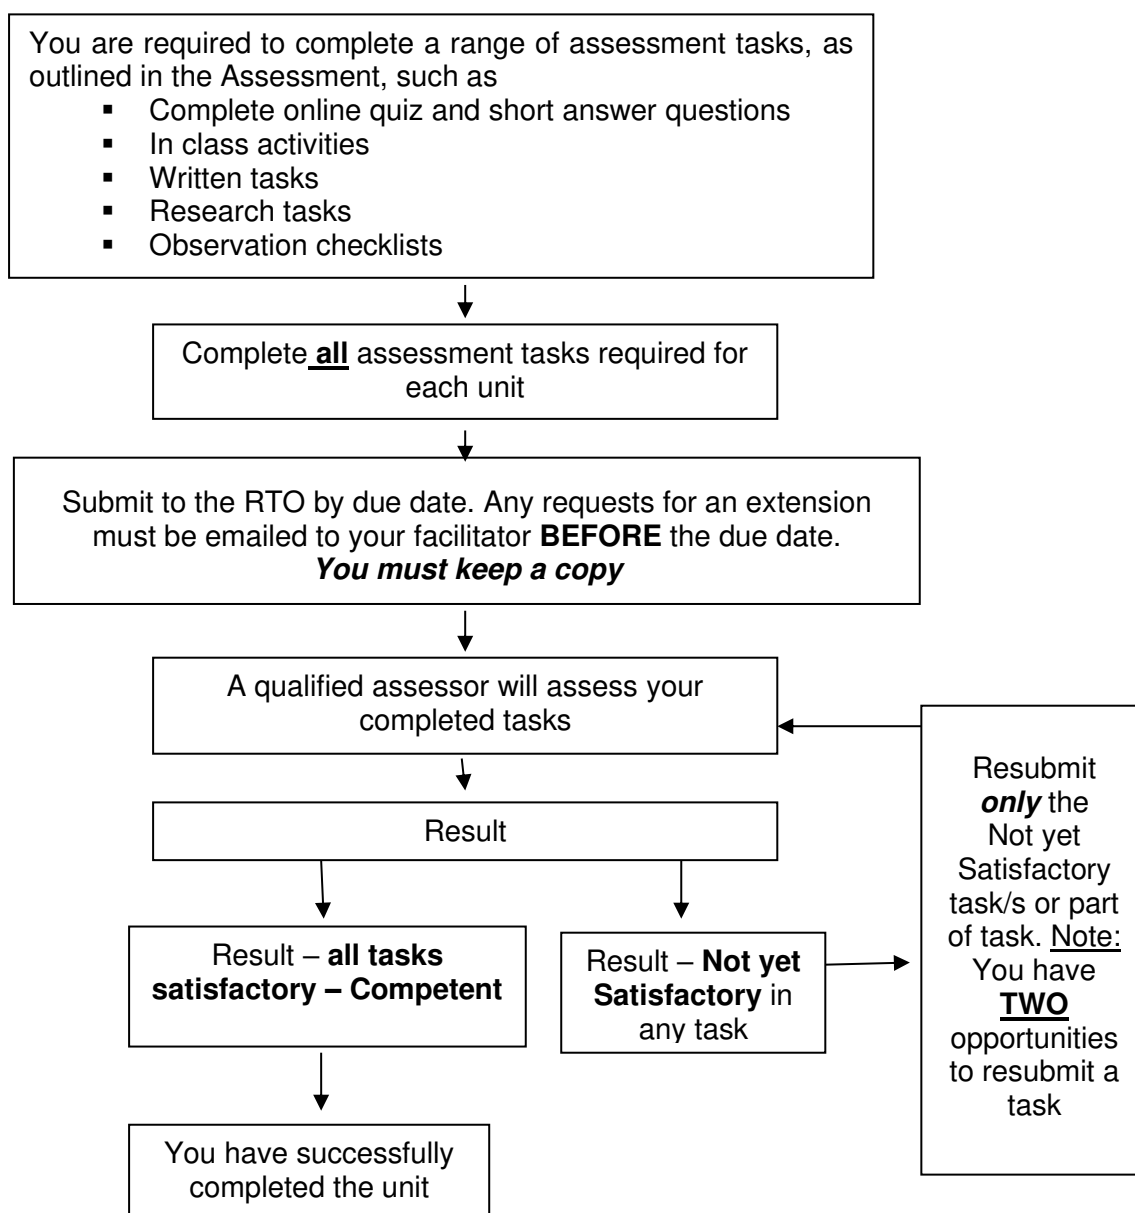 You are required to complete a range of assessment tasks, as
outlined in the Assessment, such as
▪ Complete online quiz and short answer questions
▪ In class activities
▪ Written tasks
▪ Research tasks
▪ Observation checklists
Complete all assessment tasks required for
each unit
Submit to the RTO by due date. Any requests for an extension
must be emailed to your facilitator BEFORE the due date.
You must keep a copy
A qualified assessor will assess your
completed tasks
Result
Result – all tasks
satisfactory – Competent
Result – Not yet
Satisfactory in
any task
Resubmit
only the
Not yet
Satisfactory
task/s or part
of task. Note:
You have
TWO
opportunities
to resubmit a
task
You have successfully
completed the unit